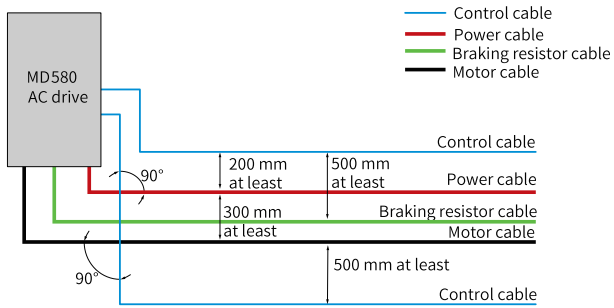 Control cable
Power cable
Braking resistor cable
Motor cable
MD580
AC drive
Control cable
200 mm
at least
500 mm
at least
90°
Power cable
300 mm
at least
Braking resistor cable
Motor cable
90°
500 mm at least
Control cable